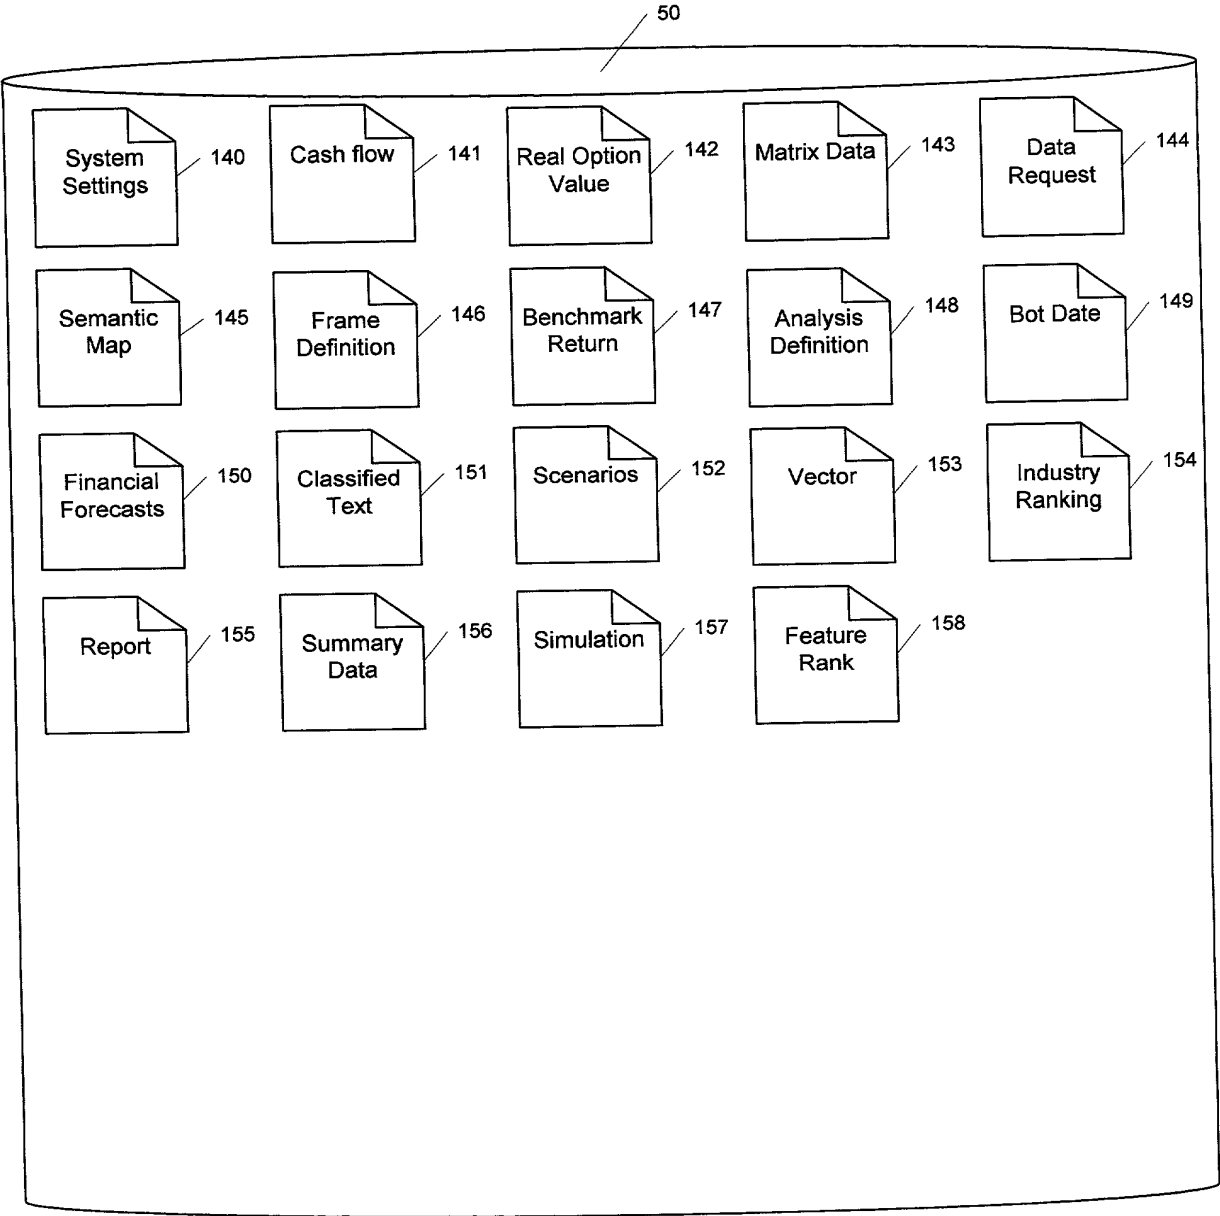 50
System
Settings
140
Cash flow
141
Real Option
Value
142
Matrix Data
143
Data
Request
144
Semantic
Map
145
Frame
Definition
146
Benchmark
Return
147
Analysis
Definition
148
Bot Date
149
Financial
Forecasts
150
Classified
Text
151
Scenarios
152
Vector
153
Industry
Ranking
154
Report
155
Summary
Data
156
Simulation
157
Feature
Rank
158